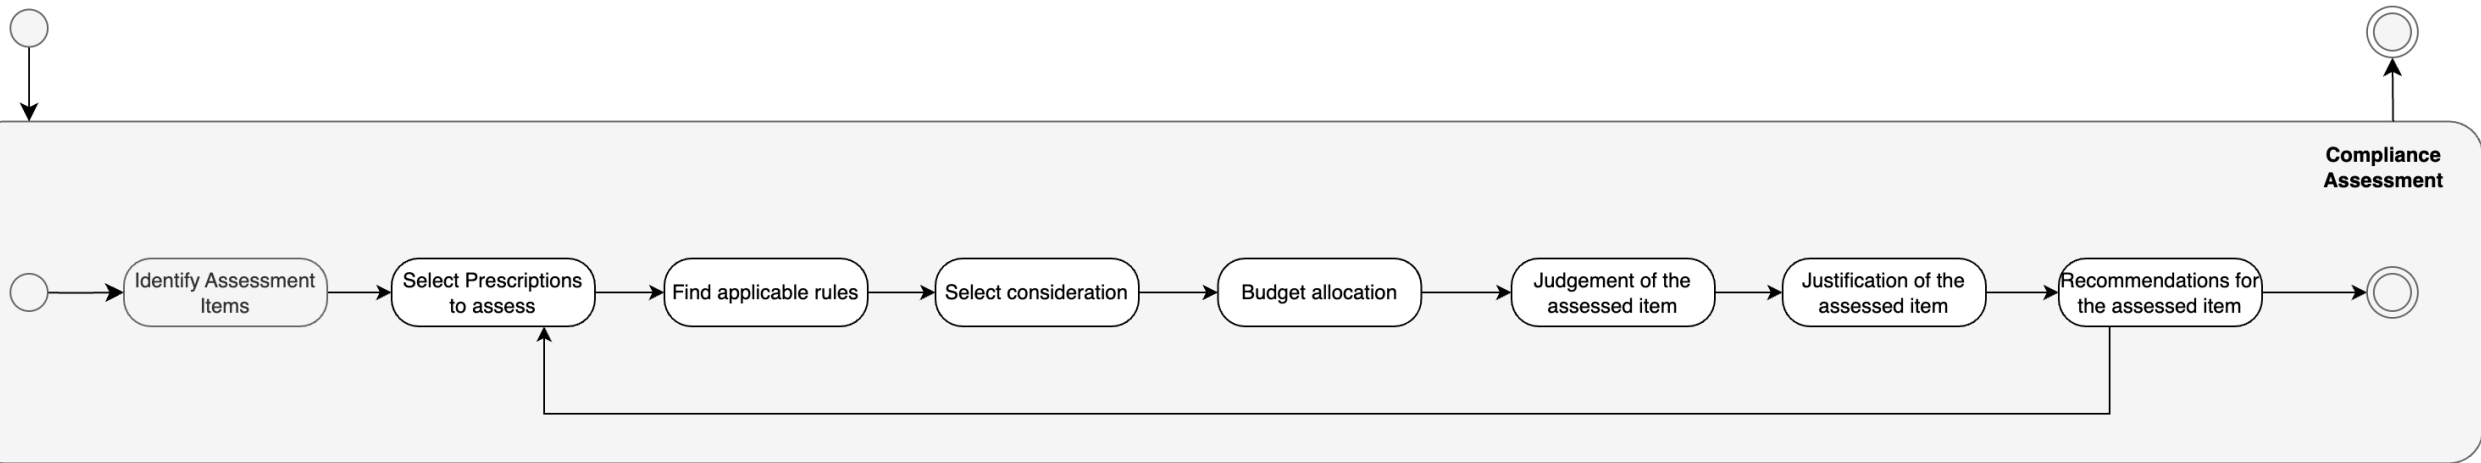 Compliance
Assessment
Identify Assessment
Items
Select Prescriptions
to assess
Find applicable rules
Select consideration
Budget allocation
Judgement of the
assessed item
Justification of the
assessed item
Recommendations for
the assessed item